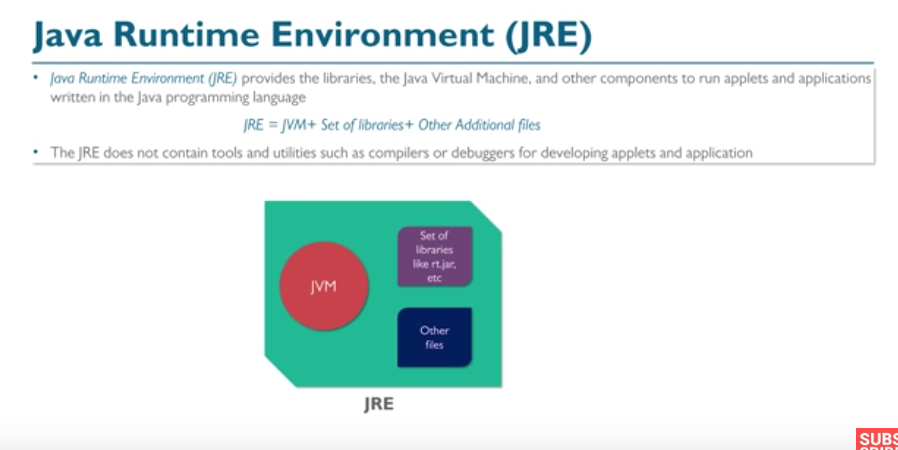 Java Runtime Environment (JRE)
• Java Runtime Environment (JRE) provides the libraries, the Java Virtual Machine, and other components to run applets and applications
written in the Java programming language
JRE = JVM+ Set of libraries+ Other Additional files
• The JRE does not contain tools and utilities such as compilers or debuggers for developing applets and application
JVM
Set of
libraries
like rt.jar,
etc
Other
files
JRE
SUBS